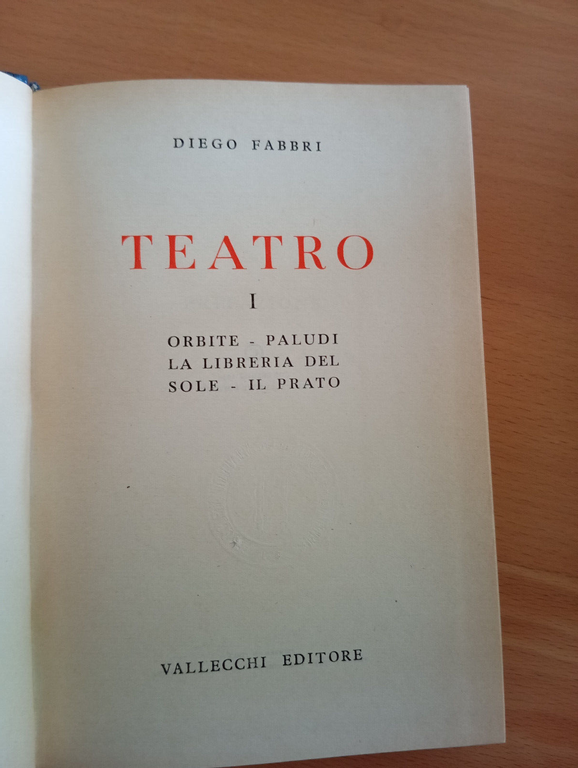 DIEGO FABBRI
TEATRO
I
ORBITE - PALUDI
LA LIBRERIA DEL
SOLE - IL PRATO
VALLECCHI EDITORE